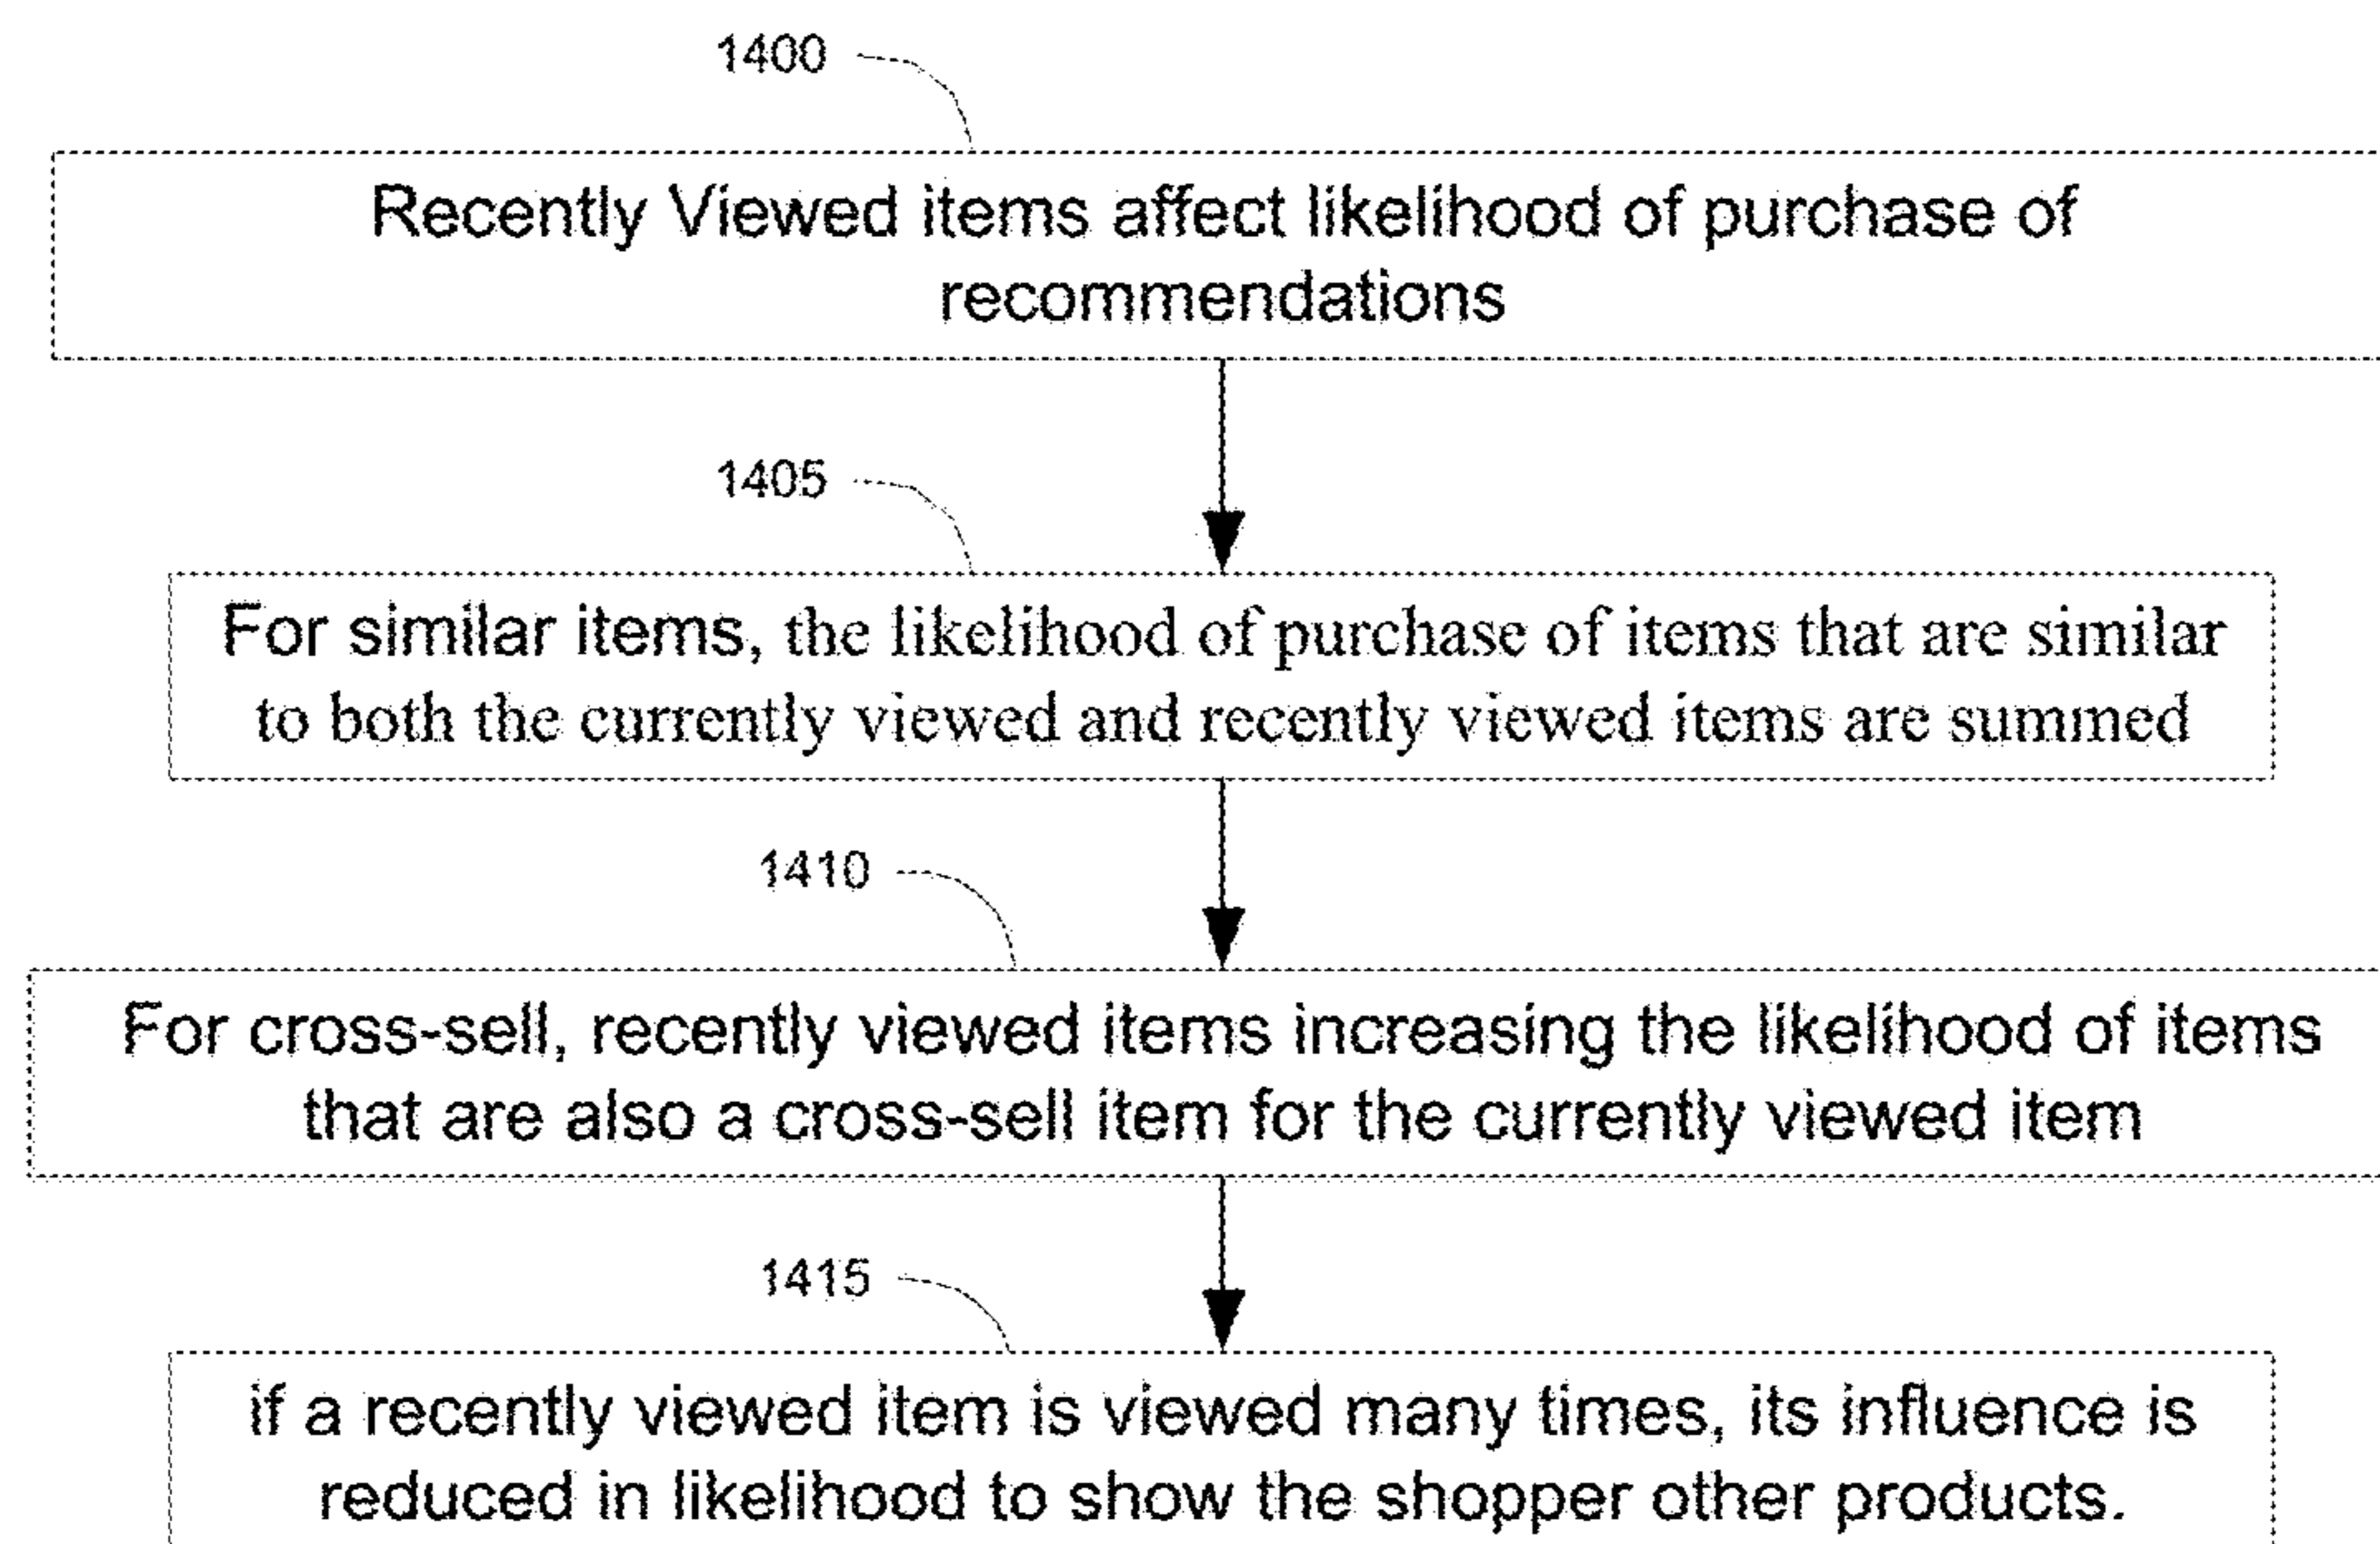 1400
Recently Viewed items affect likelihood of purchase of
recommendations
1405
For similar items, the likelihood of purchase of items that are similar
to both the currently viewed and recently viewed items are summed
1410
For cross-sell, recently viewed items increasing the likelihood of items
that are also a cross-sell item for the currently viewed item
1415
if a recently viewed item is viewed many times, its influence is
reduced in likelihood to show the shopper other products.